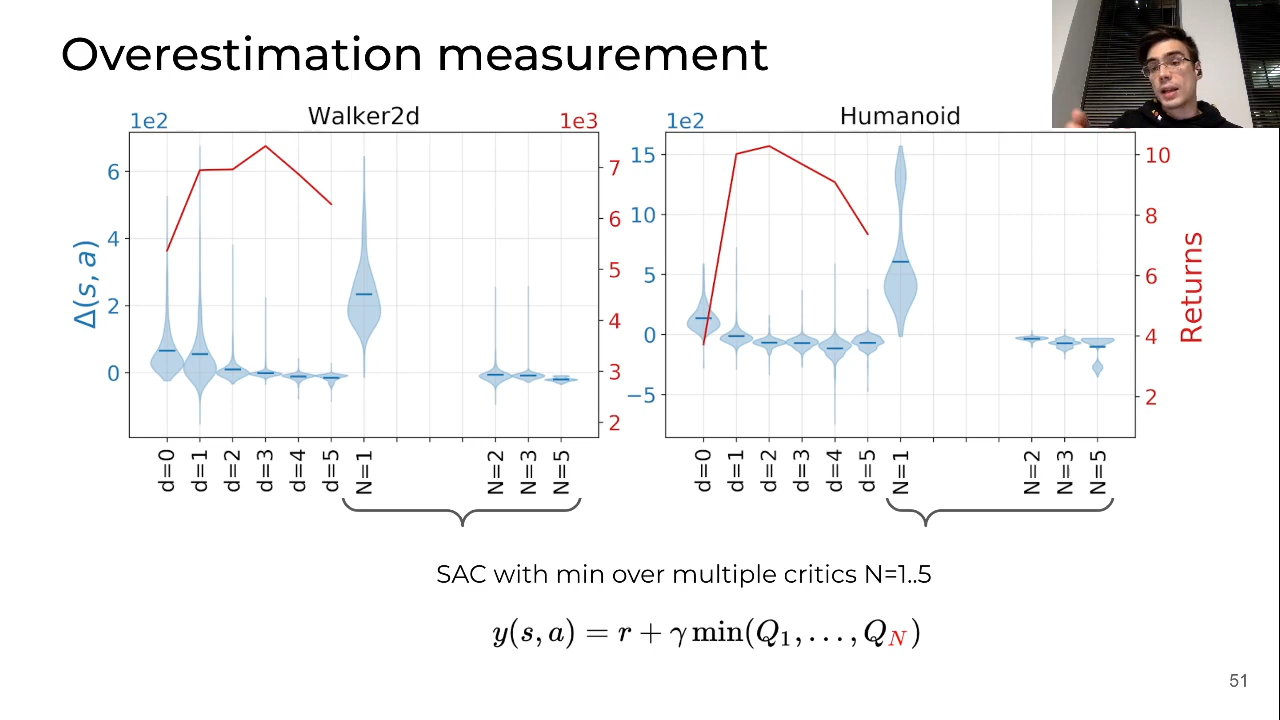 Overestimation measurement
1e2
Walker2d
1e3
6
4
2
0
Δ(s, a)
7
6
5
4
3
2
d=0
d=1
d=2
d=3
d=4
d=5
N=1
N=2
N=3
N=5
1e2
Humanoid
15
10
5
0
−5
10
8
6
4
2
Returns
d=0
d=1
d=2
d=3
d=4
d=5
N=1
N=2
N=3
N=5
SAC with min over multiple critics N=1..5
y(s, a) = r + γ min(Q₁, . . . , Q_N)
51